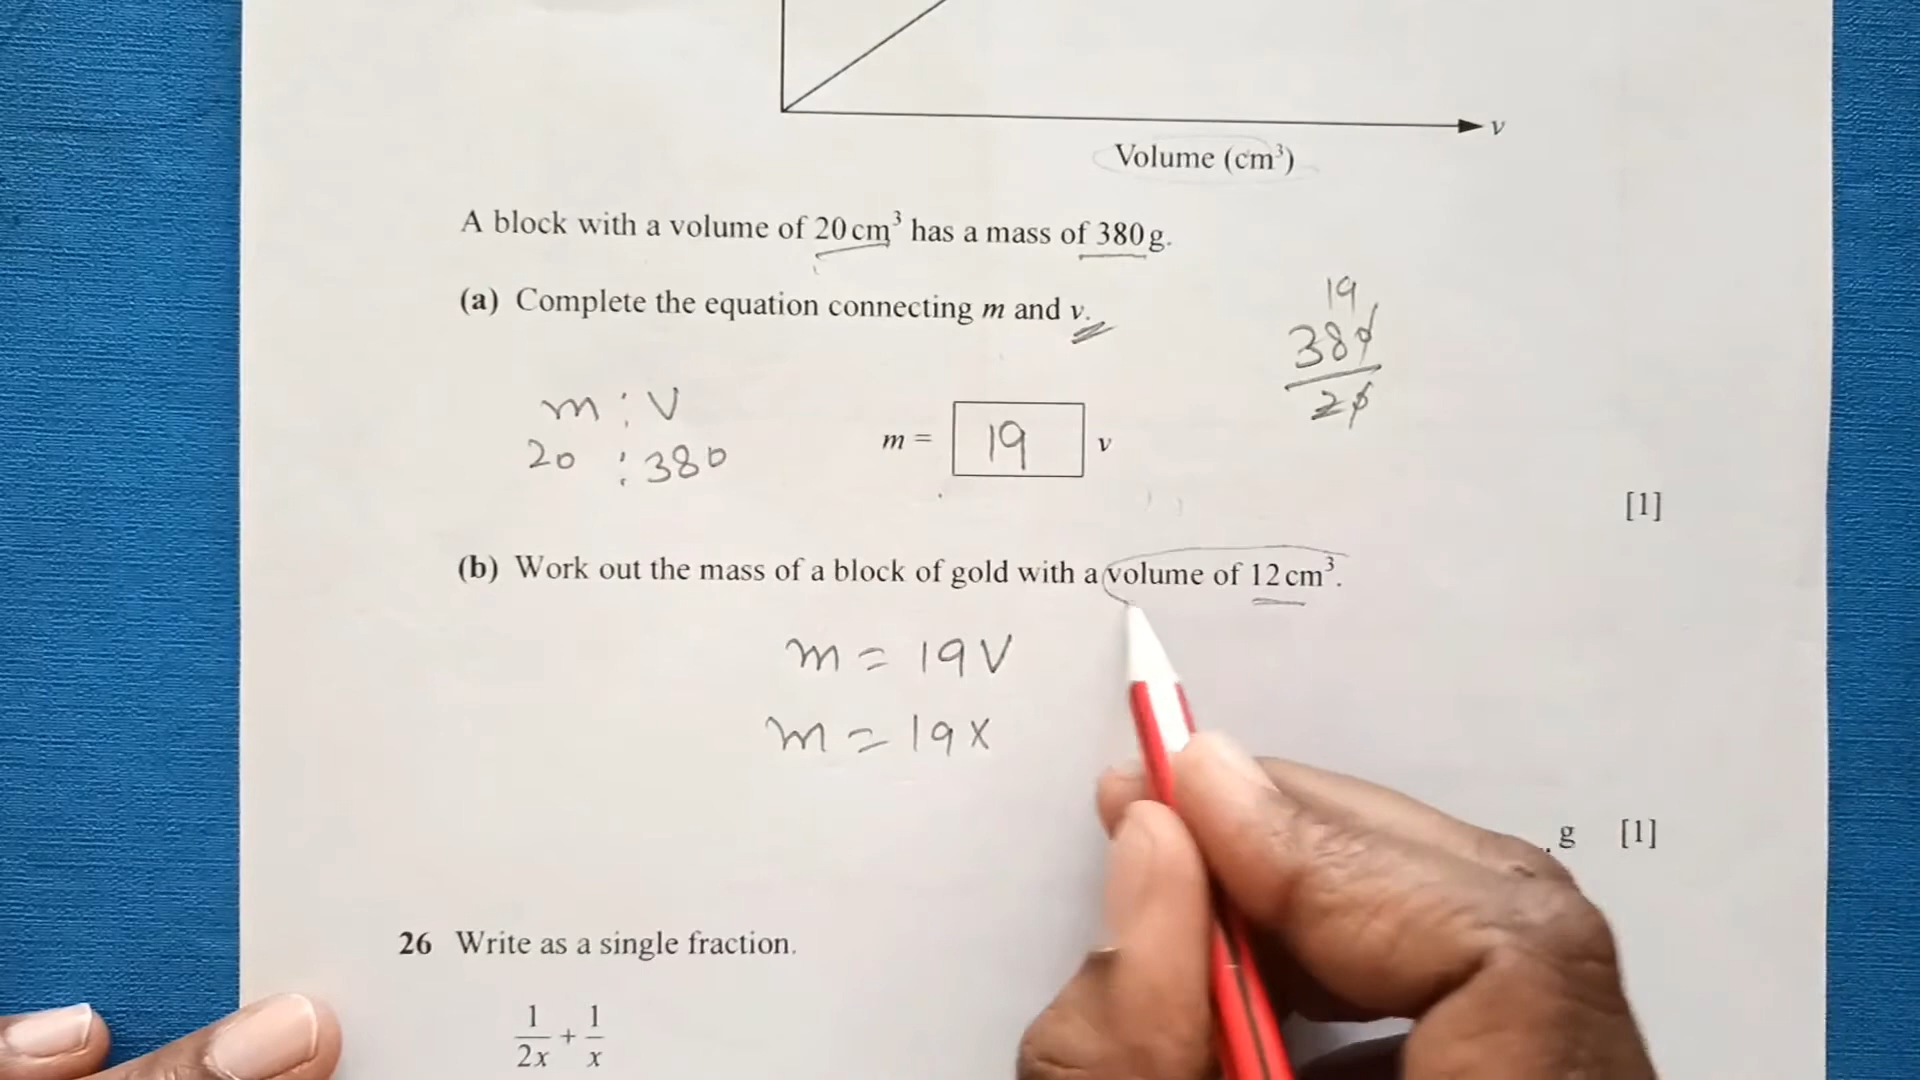 v
Volume (cm³)
A block with a volume of 20 cm³ has a mass of 380 g.
(a) Complete the equation connecting m and v.
19
380
20
m : V
20 : 380
m = 19 v
[1]
(b) Work out the mass of a block of gold with a volume of 12 cm³.
m = 19V
m = 19 x
g [1]
26 Write as a single fraction.
1/2x + 1/x